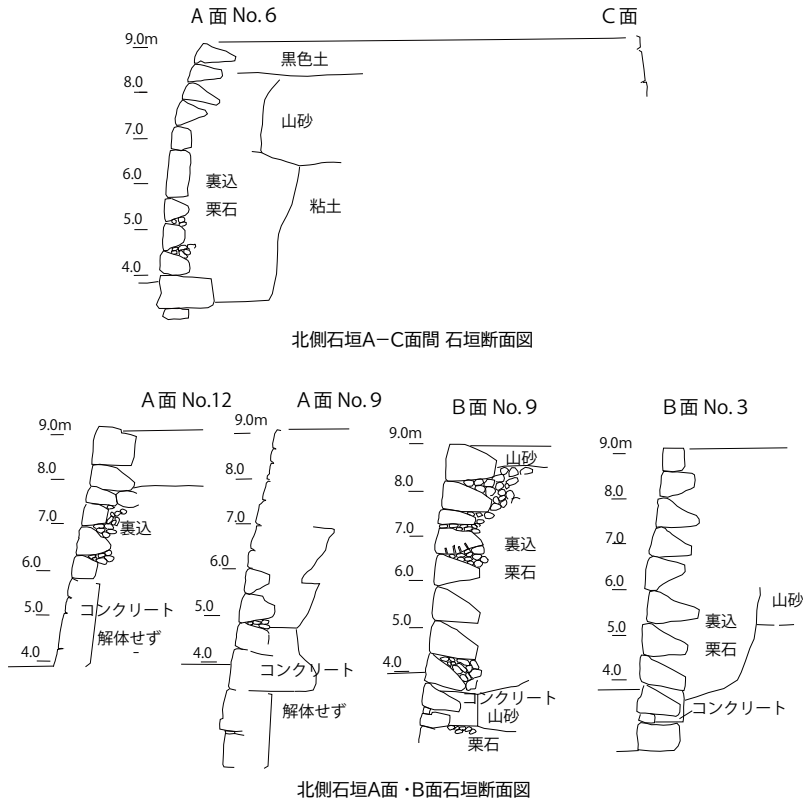 A面 No.6
C面
9.0m
黒色土
8.0
山砂
7.0
6.0
裏込
栗石
粘土
5.0
4.0
北側石垣A−C面間 石垣断面図
A面 No.12
A面 No.9
B面 No.9
B面 No.3
9.0m
8.0
7.0
裏込
6.0
5.0
コンクリート
解体せず
4.0
9.0m
8.0
7.0
6.0
5.0
4.0
コンクリート
解体せず
9.0m
山砂
8.0
7.0
裏込
栗石
6.0
5.0
4.0
コンクリート
山砂
栗石
9.0m
8.0
7.0
6.0
山砂
裏込
5.0
栗石
4.0
コンクリート
北側石垣A面・B面石垣断面図